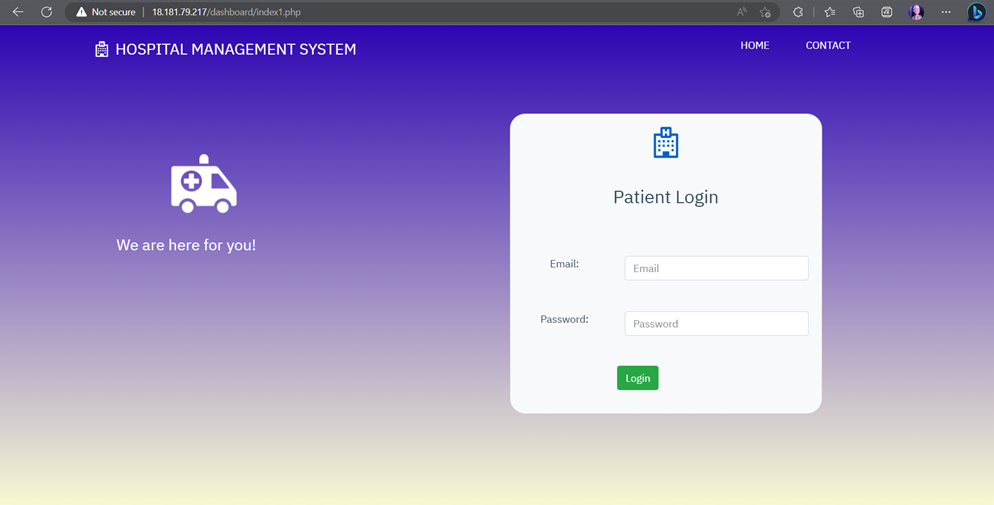 Not secure | 18.181.79.217/dashboard/index1.php
HOSPITAL MANAGEMENT SYSTEM
HOME
CONTACT
H
Patient Login
We are here for you!
Email:
Email
Password:
Password
Login